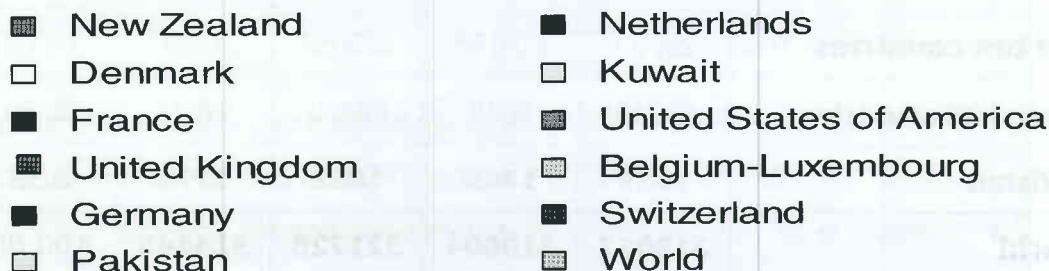 New Zealand
Denmark
France
United Kingdom
Germany
Pakistan
Netherlands
Kuwait
United States of America
Belgium-Luxembourg
Switzerland
World